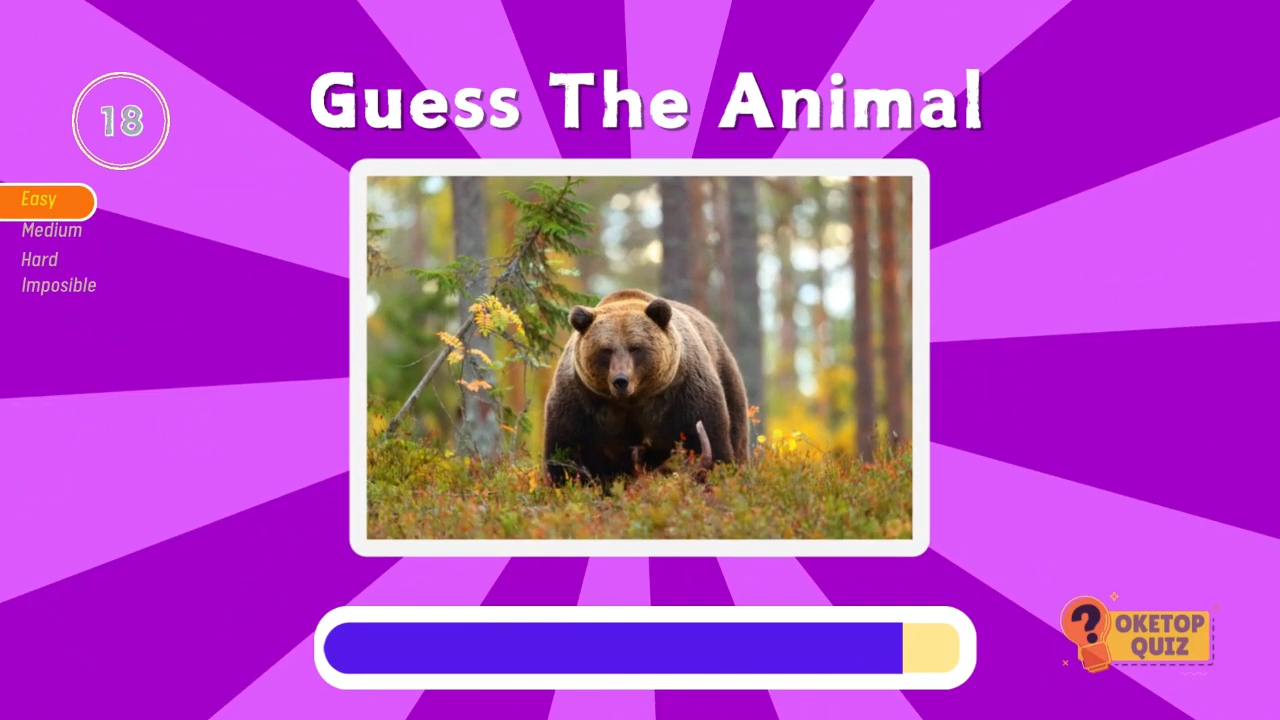 Guess The Animal
18
Easy
Medium
Hard
Imposible
OKETOP
QUIZ